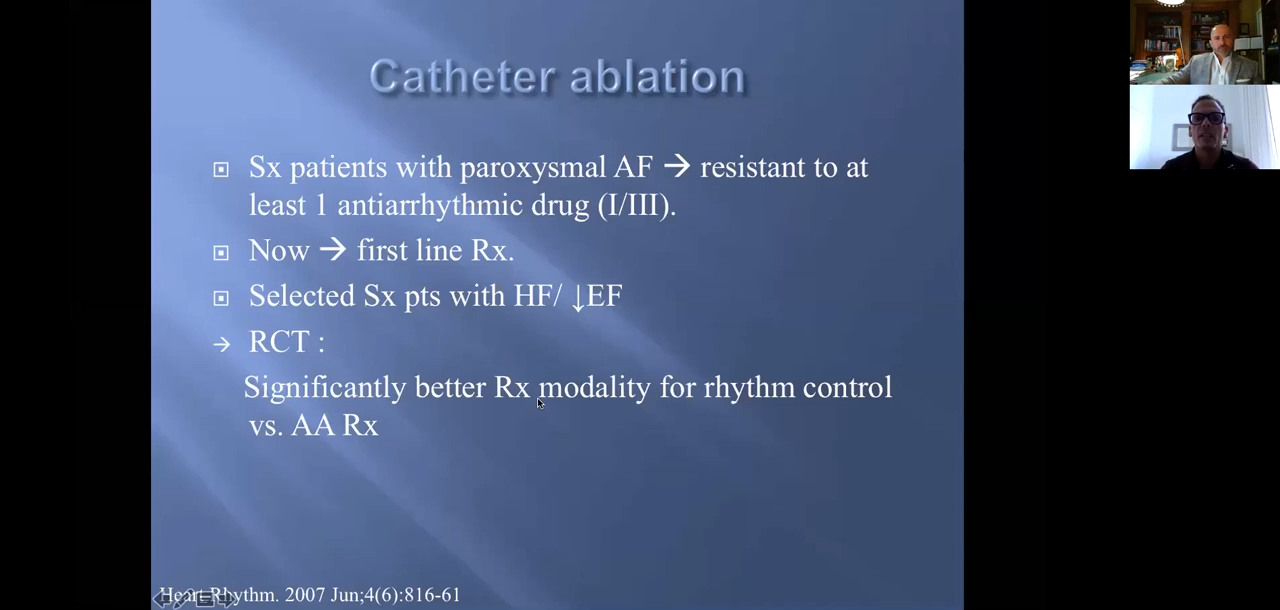 Catheter ablation
Sx patients with paroxysmal AF → resistant to at
least 1 antiarrhythmic drug (I/III).
Now → first line Rx.
Selected Sx pts with HF/ ↓EF
→ RCT :
Significantly better Rx modality for rhythm control
vs. AA Rx
Heart Rhythm. 2007 Jun;4(6):816-61